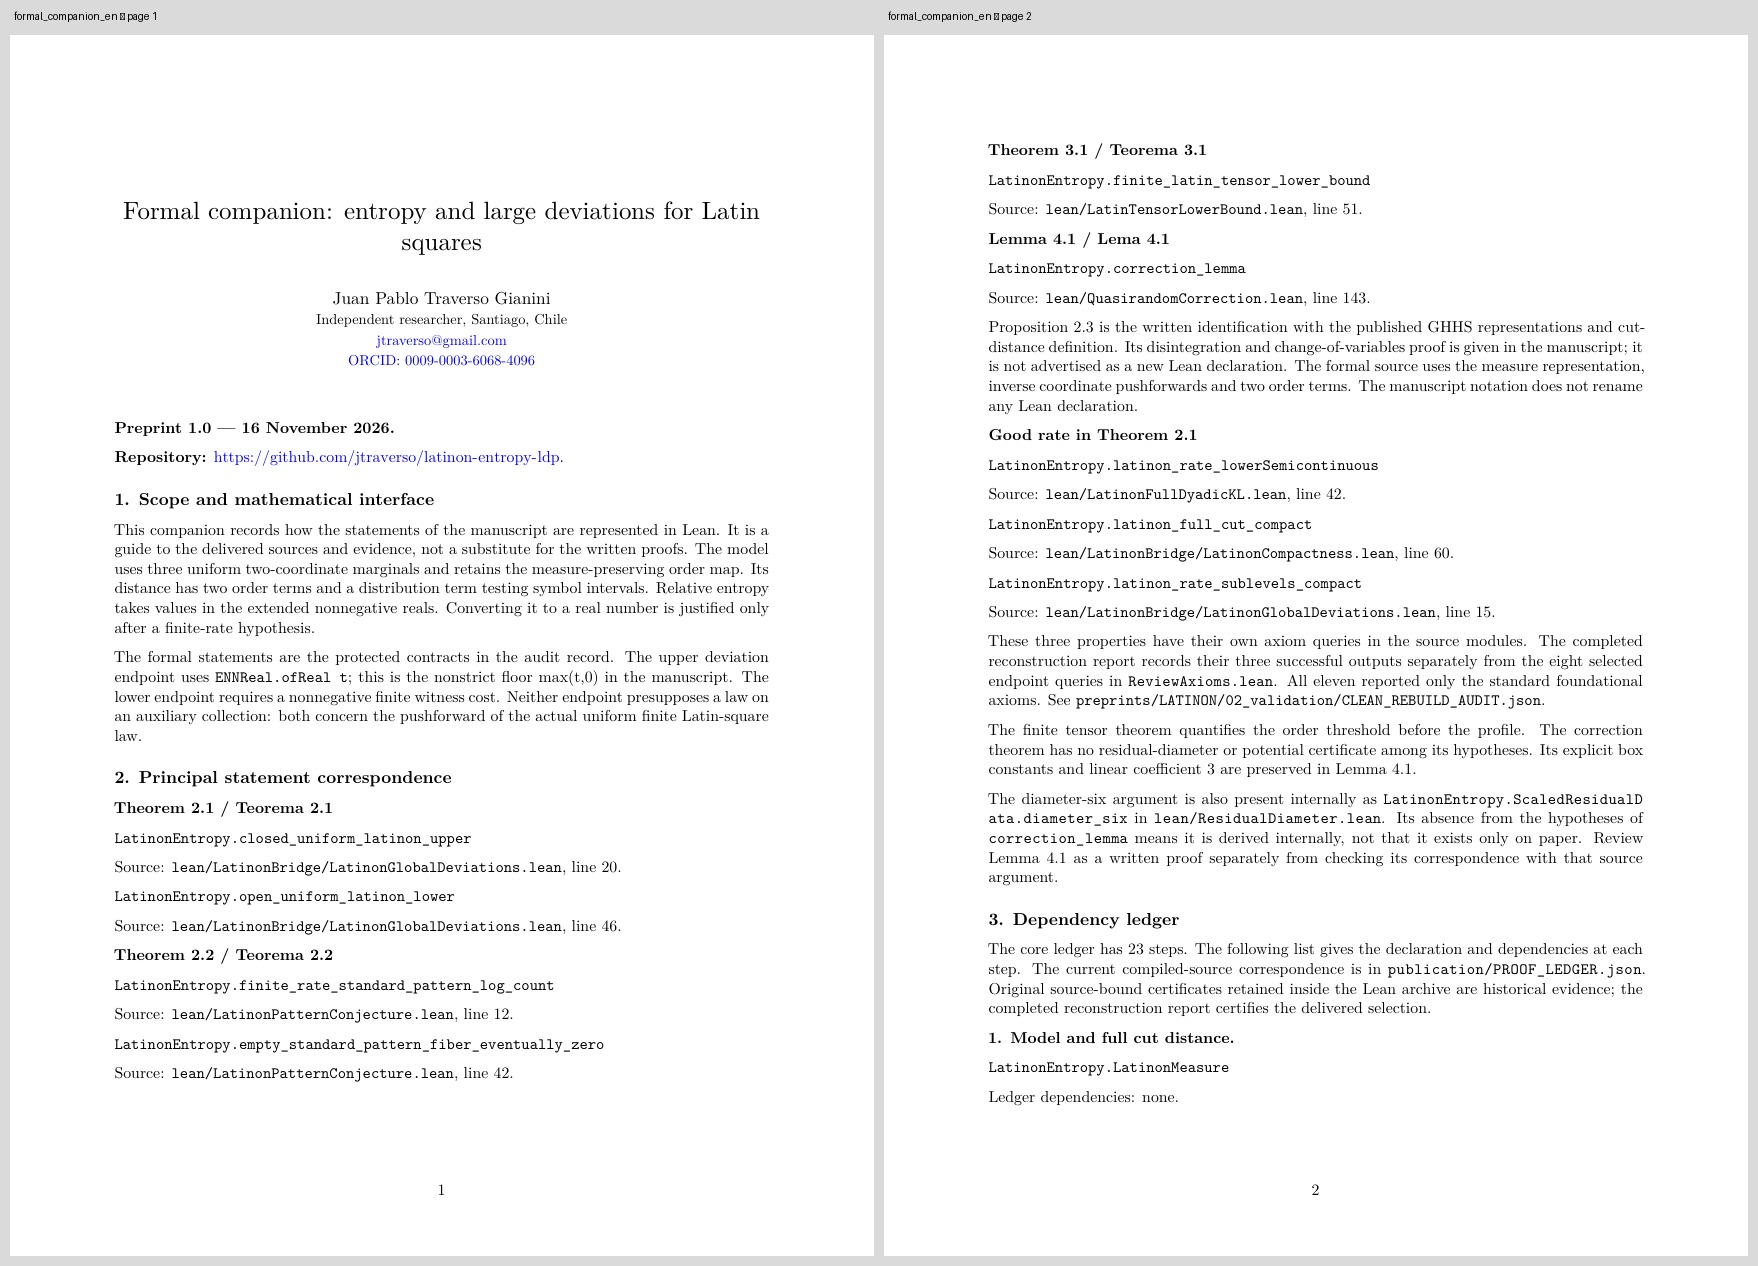 formal_companion_en page 1
Formal companion: entropy and large deviations for Latin
squares
Juan Pablo Traverso Gianini
Independent researcher, Santiago, Chile
jtraverso@gmail.com
ORCID: 0009-0003-6068-4096
Preprint 1.0 — 16 November 2026.
Repository: https://github.com/jtraverso/latinon-entropy-ldp.
1. Scope and mathematical interface
This companion records how the statements of the manuscript are represented in Lean. It is a
guide to the delivered sources and evidence, not a substitute for the written proofs. The model
uses three uniform two-coordinate marginals and retains the measure-preserving order map. Its
distance has two order terms and a distribution term testing symbol intervals. Relative entropy
takes values in the extended nonnegative reals. Converting it to a real number is justified only
after a finite-rate hypothesis.
The formal statements are the protected contracts in the audit record. The upper deviation
endpoint uses ENNReal.ofReal t; this is the nonstrict floor max(t,0) in the manuscript. The
lower endpoint requires a nonnegative finite witness cost. Neither endpoint presupposes a law on
an auxiliary collection: both concern the pushforward of the actual uniform finite Latin-square
law.
2. Principal statement correspondence
Theorem 2.1 / Teorema 2.1
LatinonEntropy.closed_uniform_latinon_upper
Source: lean/LatinonBridge/LatinonGlobalDeviations.lean, line 20.
LatinonEntropy.open_uniform_latinon_lower
Source: lean/LatinonBridge/LatinonGlobalDeviations.lean, line 46.
Theorem 2.2 / Teorema 2.2
LatinonEntropy.finite_rate_standard_pattern_log_count
Source: lean/LatinonPatternConjecture.lean, line 12.
LatinonEntropy.empty_standard_pattern_fiber_eventually_zero
Source: lean/LatinonPatternConjecture.lean, line 42.
1
formal_companion_en page 2
Theorem 3.1 / Teorema 3.1
LatinonEntropy.finite_latin_tensor_lower_bound
Source: lean/LatinTensorLowerBound.lean, line 51.
Lemma 4.1 / Lema 4.1
LatinonEntropy.correction_lemma
Source: lean/QuasirandomCorrection.lean, line 143.
Proposition 2.3 is the written identification with the published GHHS representations and cut-
distance definition. Its disintegration and change-of-variables proof is given in the manuscript; it
is not advertised as a new Lean declaration. The formal source uses the measure representation,
inverse coordinate pushforwards and two order terms. The manuscript notation does not rename
any Lean declaration.
Good rate in Theorem 2.1
LatinonEntropy.latinon_rate_lowerSemicontinuous
Source: lean/LatinonFullDyadicKL.lean, line 42.
LatinonEntropy.latinon_full_cut_compact
Source: lean/LatinonBridge/LatinonCompactness.lean, line 60.
LatinonEntropy.latinon_rate_sublevels_compact
Source: lean/LatinonBridge/LatinonGlobalDeviations.lean, line 15.
These three properties have their own axiom queries in the source modules. The completed
reconstruction report records their three successful outputs separately from the eight selected
endpoint queries in ReviewAxioms.lean. All eleven reported only the standard foundational
axioms. See preprints/LATINON/02_validation/CLEAN_REBUILD_AUDIT.json.
The finite tensor theorem quantifies the order threshold before the profile. The correction
theorem has no residual-diameter or potential certificate among its hypotheses. Its explicit box
constants and linear coefficient 3 are preserved in Lemma 4.1.
The diameter-six argument is also present internally as LatinonEntropy.ScaledResidualD
ata.diameter_six in lean/ResidualDiameter.lean. Its absence from the hypotheses of
correction_lemma means it is derived internally, not that it exists only on paper. Review
Lemma 4.1 as a written proof separately from checking its correspondence with that source
argument.
3. Dependency ledger
The core ledger has 23 steps. The following list gives the declaration and dependencies at each
step. The current compiled-source correspondence is in publication/PROOF_LEDGER.json.
Original source-bound certificates retained inside the Lean archive are historical evidence; the
completed reconstruction report certifies the delivered selection.
1. Model and full cut distance.
LatinonEntropy.LatinonMeasure
Ledger dependencies: none.
2